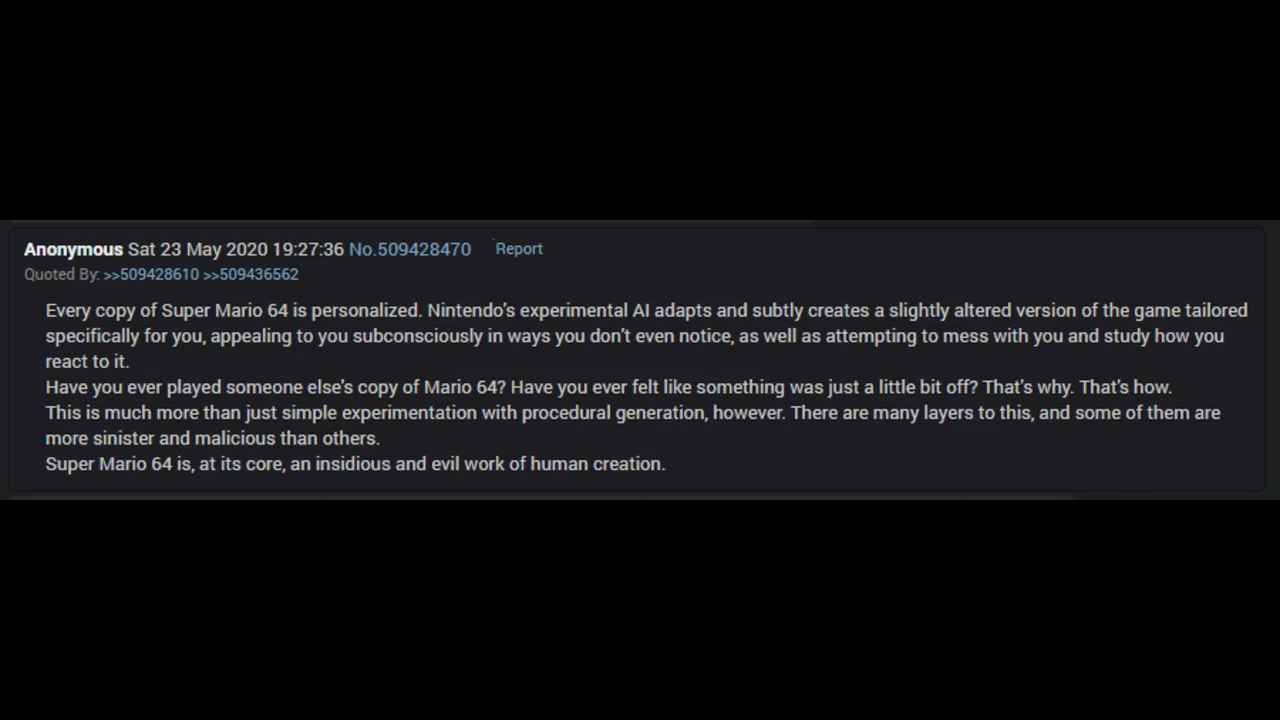 Anonymous Sat 23 May 2020 19:27:36 No.509428470 Report
Quoted By: >>509428610 >>509436562
Every copy of Super Mario 64 is personalized. Nintendo's experimental AI adapts and subtly creates a slightly altered version of the game tailored
specifically for you, appealing to you subconsciously in ways you don't even notice, as well as attempting to mess with you and study how you
react to it.
Have you ever played someone else's copy of Mario 64? Have you ever felt like something was just a little bit off? That's why. That's how.
This is much more than just simple experimentation with procedural generation, however. There are many layers to this, and some of them are
more sinister and malicious than others.
Super Mario 64 is, at its core, an insidious and evil work of human creation.